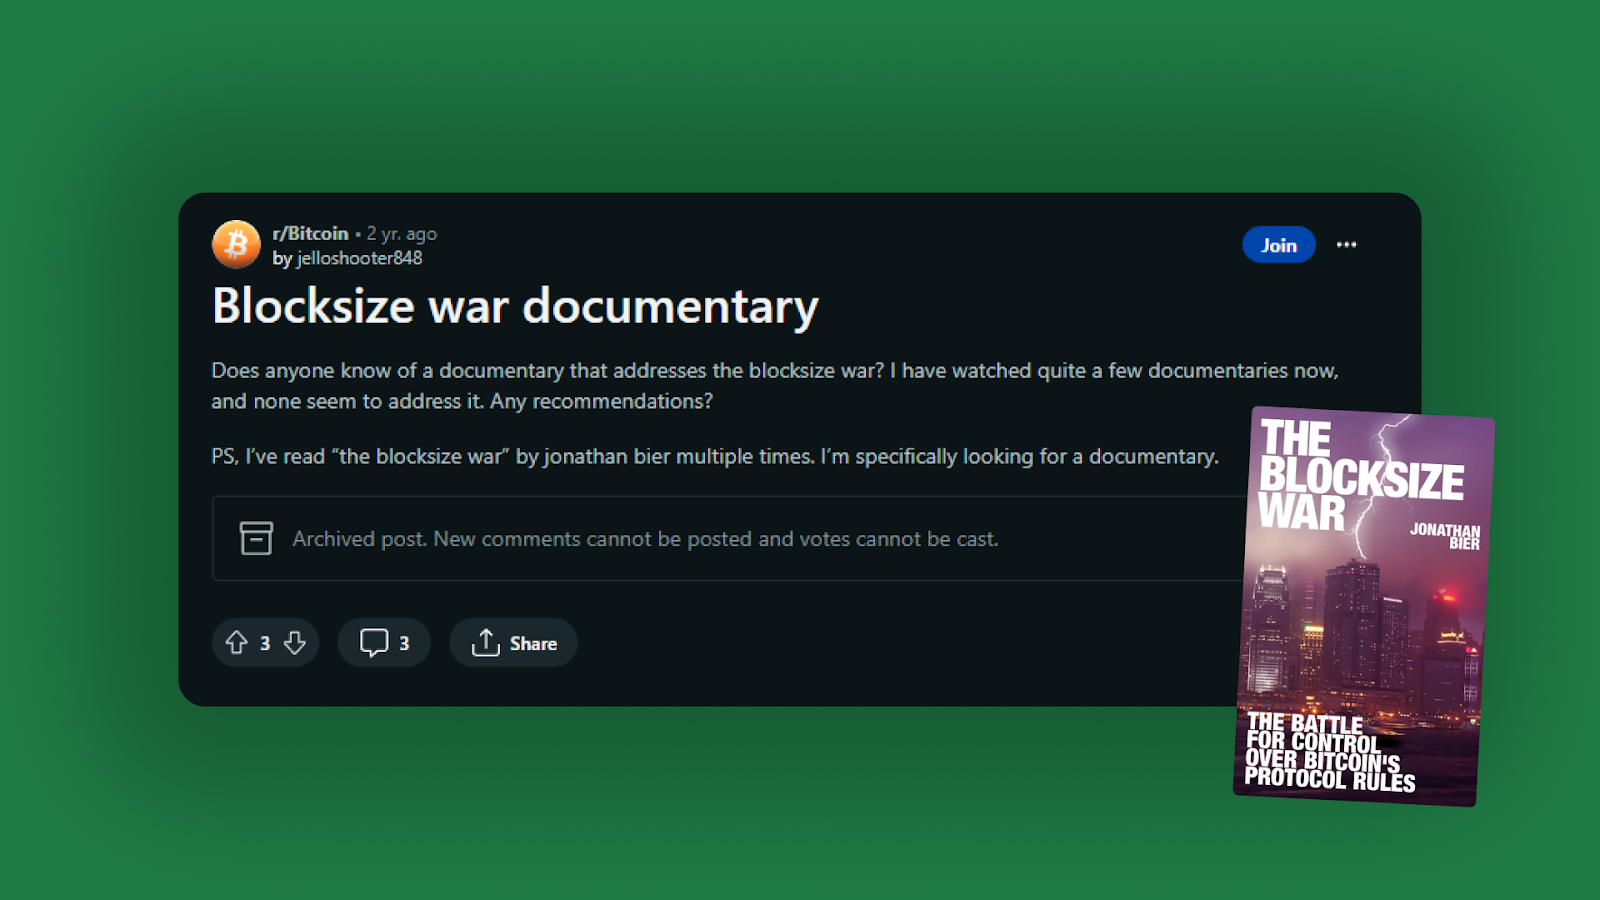 r/Bitcoin • 2 yr. ago
by jelloshooter848
Join
Blocksize war documentary
Does anyone know of a documentary that addresses the blocksize war? I have watched quite a few documentaries now,
and none seem to address it. Any recommendations?
PS, I’ve read “the blocksize war” by jonathan bier multiple times. I’m specifically looking for a documentary.
Archived post. New comments cannot be posted and votes cannot be cast.
3
3
Share
THE
BLOCKSIZE
WAR
JONATHAN
BIER
THE BATTLE
FOR CONTROL
OVER BITCOIN'S
PROTOCOL RULES